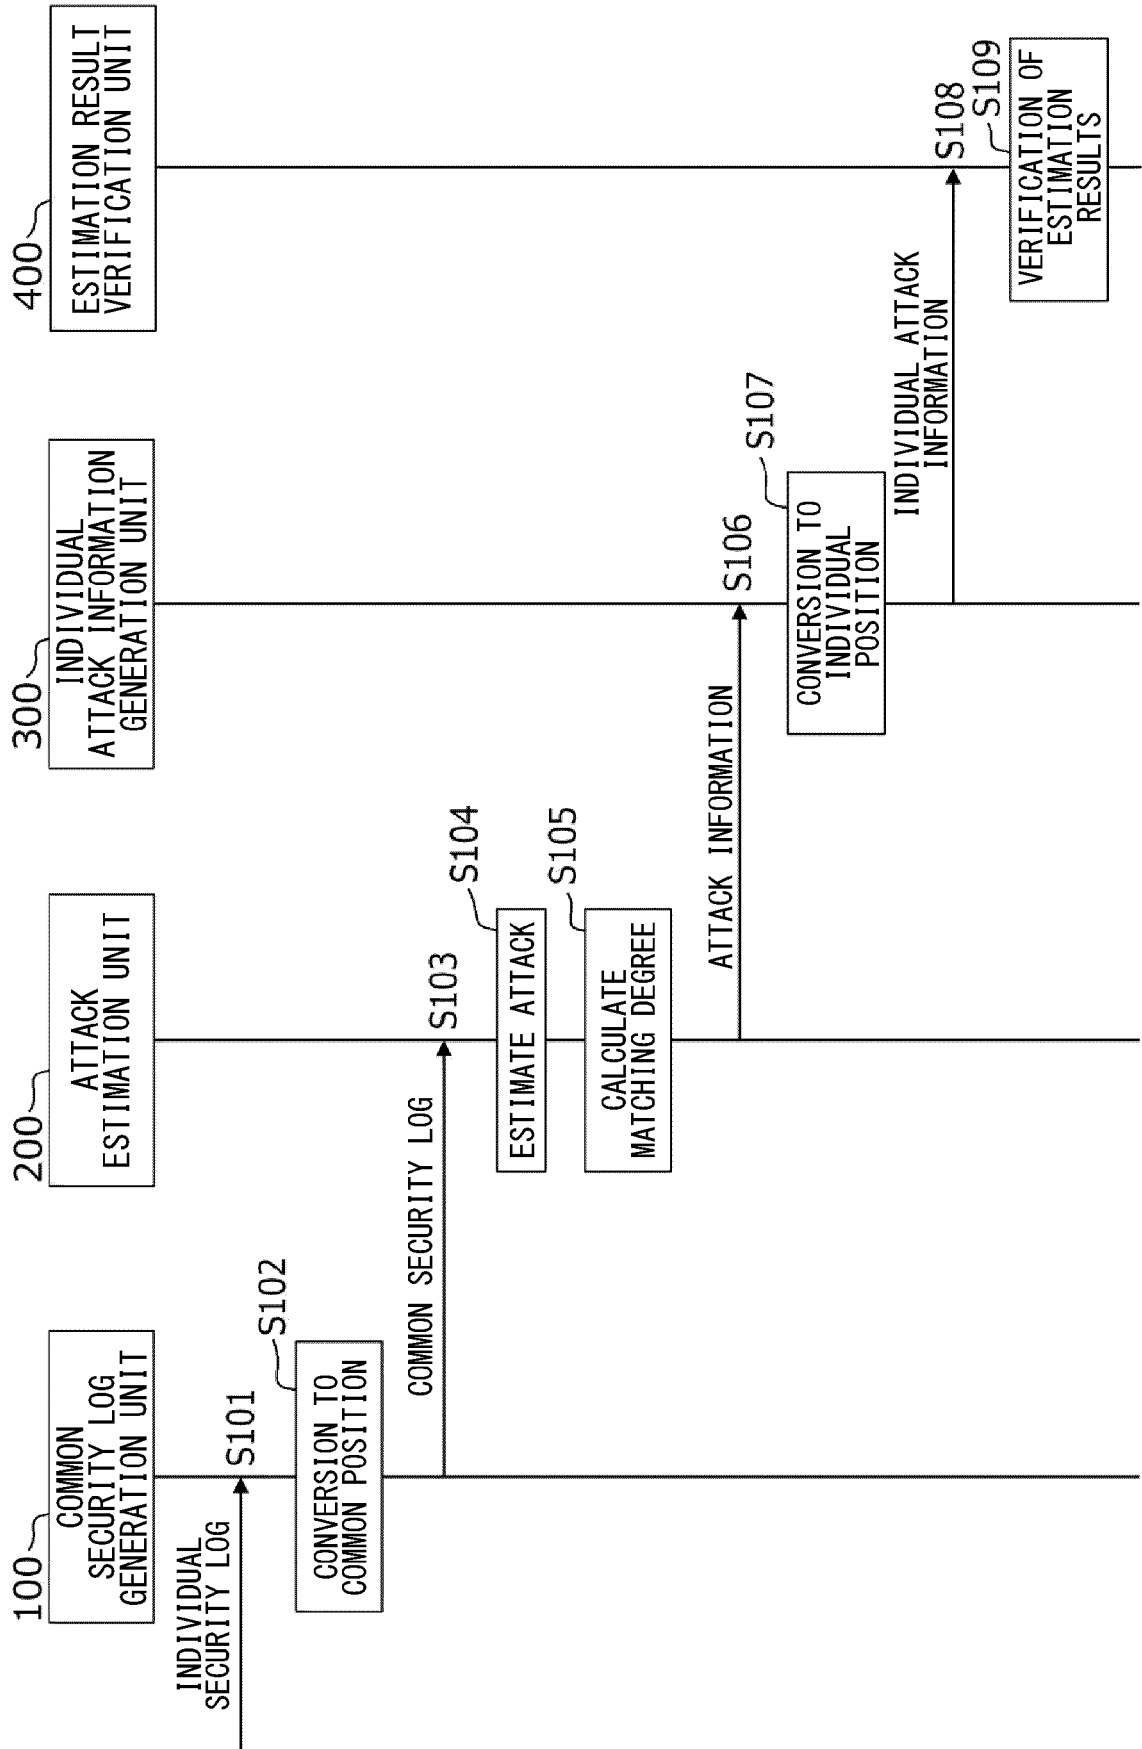 100
COMMON
SECURITY LOG
GENERATION UNIT
200
ATTACK
ESTIMATION UNIT
300
INDIVIDUAL
ATTACK INFORMATION
GENERATION UNIT
400
ESTIMATION RESULT
VERIFICATION UNIT
INDIVIDUAL
SECURITY LOG
S101
S102
CONVERSION TO
COMMON POSITION
COMMON SECURITY LOG
S103
S104
ESTIMATE ATTACK
S105
CALCULATE
MATCHING DEGREE
ATTACK INFORMATION
S106
S107
CONVERSION TO
INDIVIDUAL
POSITION
INDIVIDUAL ATTACK
INFORMATION
S108
S109
VERIFICATION OF
ESTIMATION
RESULTS